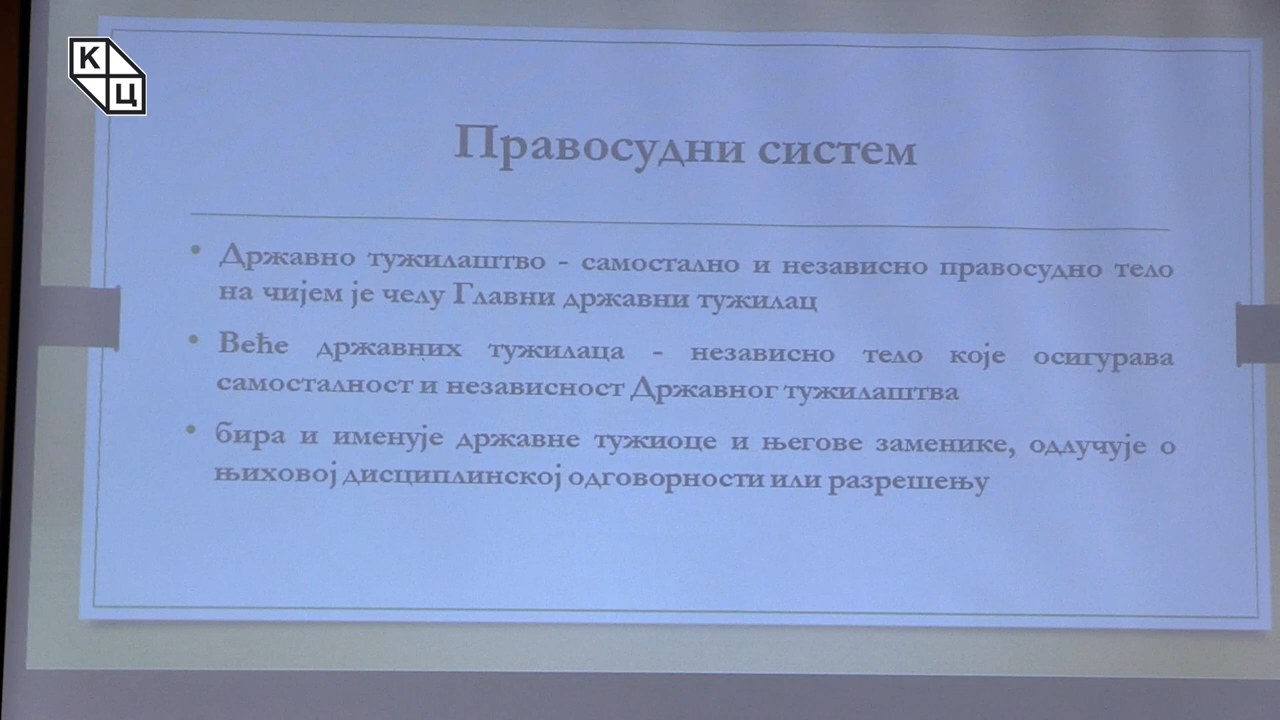 К
Ц
Правосудни систем
• Државно тужилаштво - самостално и независно правосудно тело
на чијем је челу Главни државни тужилац
• Веће државних тужилаца - независно тело које осигурава
самосталност и независност Државног тужилаштва
• бира и именује државне тужиоце и његове заменике, одлучује о
њиховој дисциплинској одговорности или разрешењу